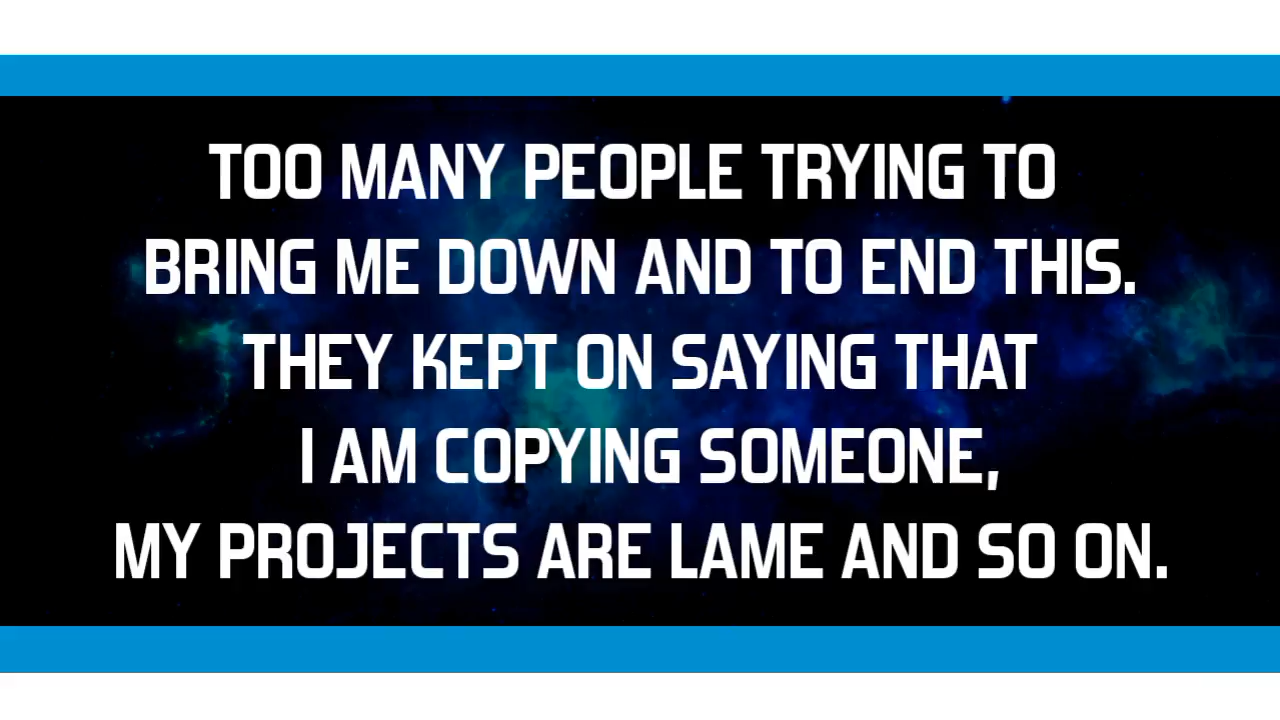 TOO MANY PEOPLE TRYING TO
BRING ME DOWN AND TO END THIS.
THEY KEPT ON SAYING THAT
I AM COPYING SOMEONE,
MY PROJECTS ARE LAME AND SO ON.